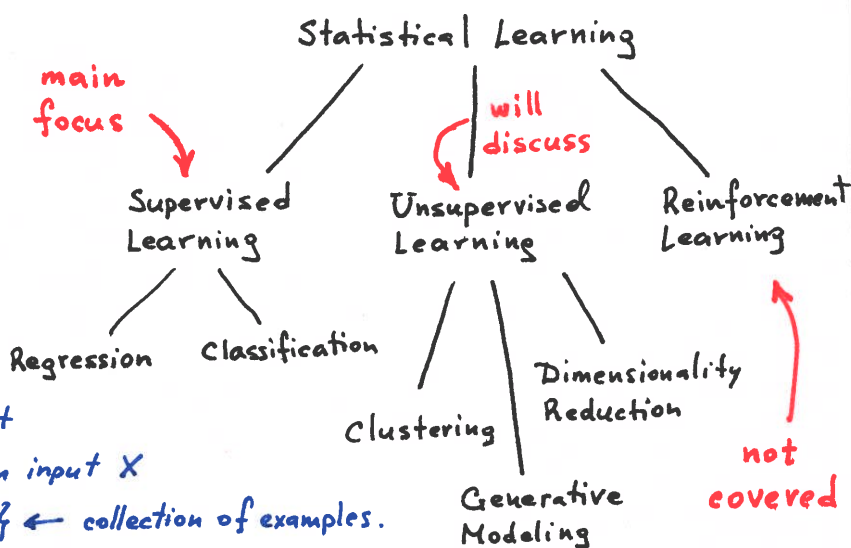 Statistical Learning
main
focus
will
discuss
Supervised
Learning
Unsupervised
Learning
Reinforcement
Learning
Regression
Classification
Clustering
Dimensionality
Reduction
Generative
Modeling
not
covered
input X
← collection of examples.